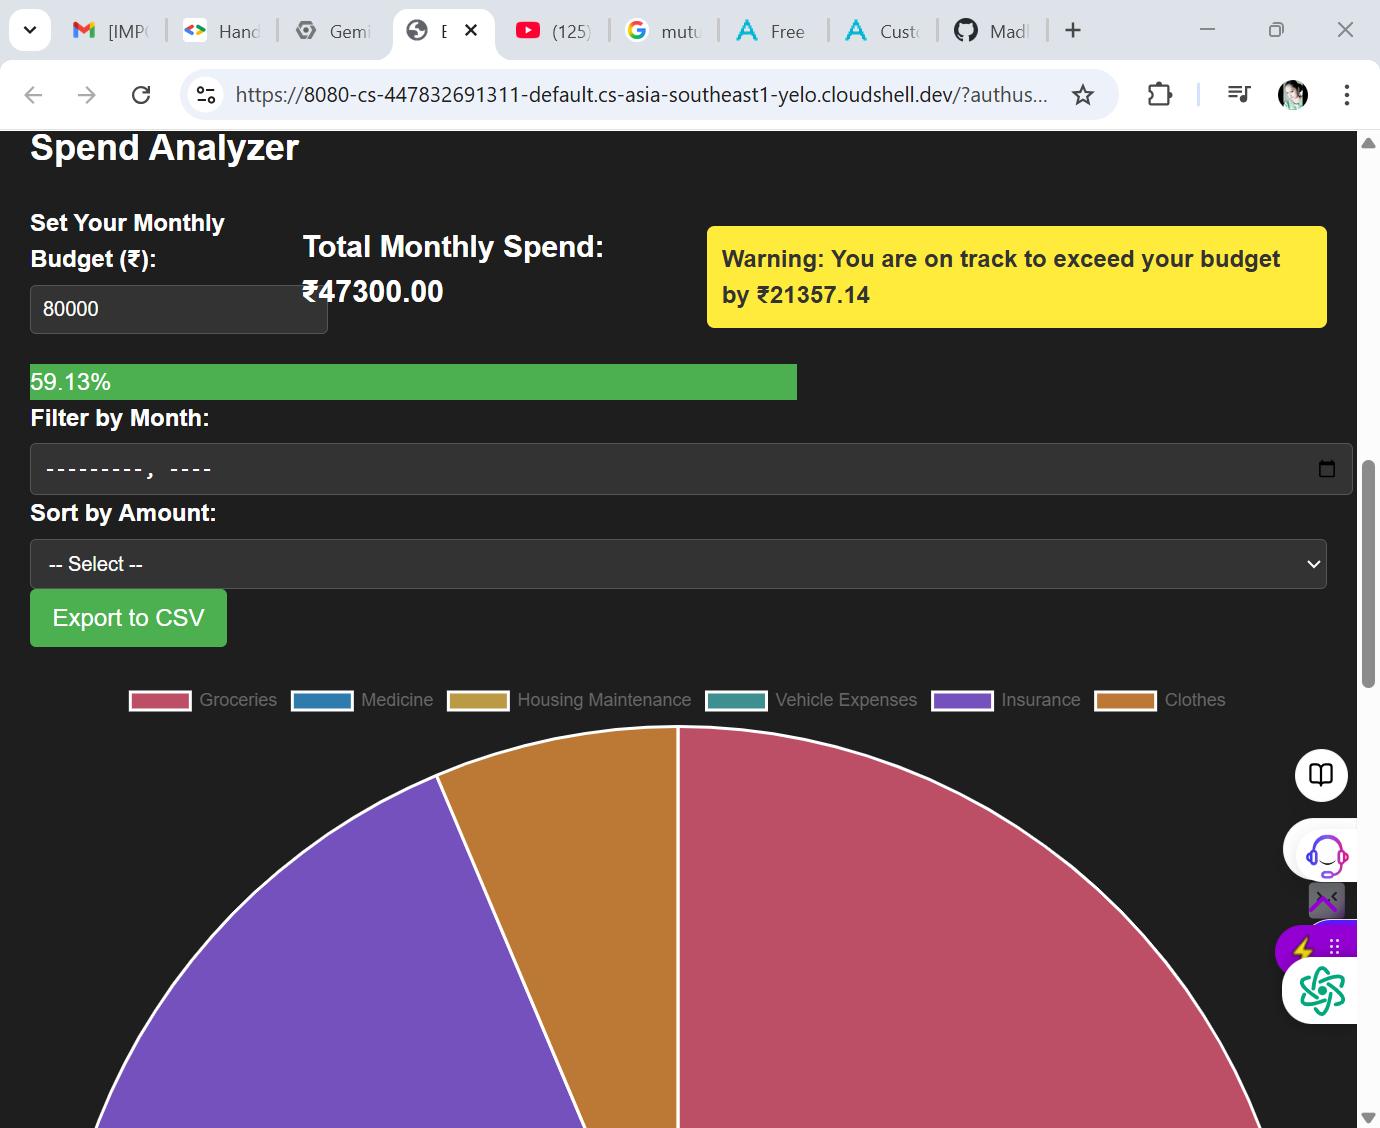 [IMP
Hand
Gemi
E
(125)
mutu
Free
Custo
Madl
https://8080-cs-447832691311-default.cs-asia-southeast1-yelo.cloudshell.dev/?authus...
Spend Analyzer
Set Your Monthly
Budget (₹):
80000
Total Monthly Spend:
₹47300.00
Warning: You are on track to exceed your budget
by ₹21357.14
59.13%
Filter by Month:
---------, ----
Sort by Amount:
-- Select --
Export to CSV
Groceries Medicine Housing Maintenance Vehicle Expenses Insurance Clothes